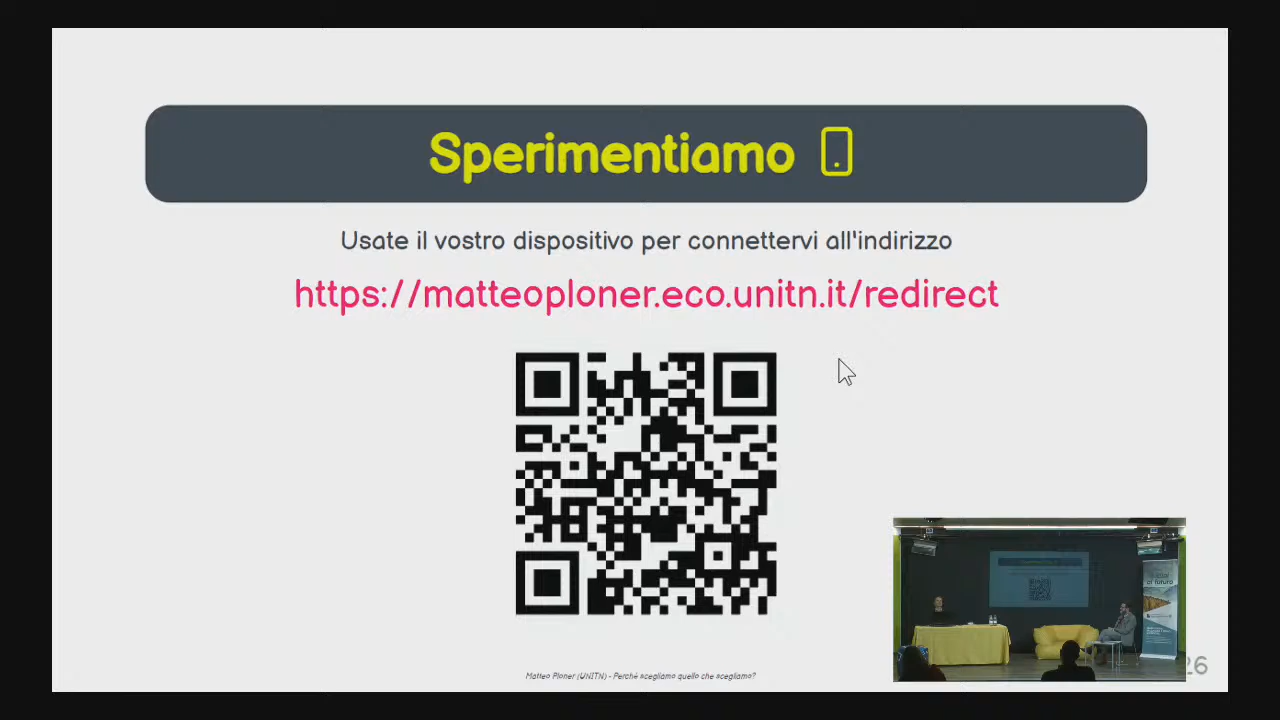 Sperimentiamo
Usate il vostro dispositivo per connettervi all'indirizzo
https://matteoploner.eco.unitn.it/redirect
Matteo Ploner (UNITN) - Perché scegliamo quello che scegliamo?
26